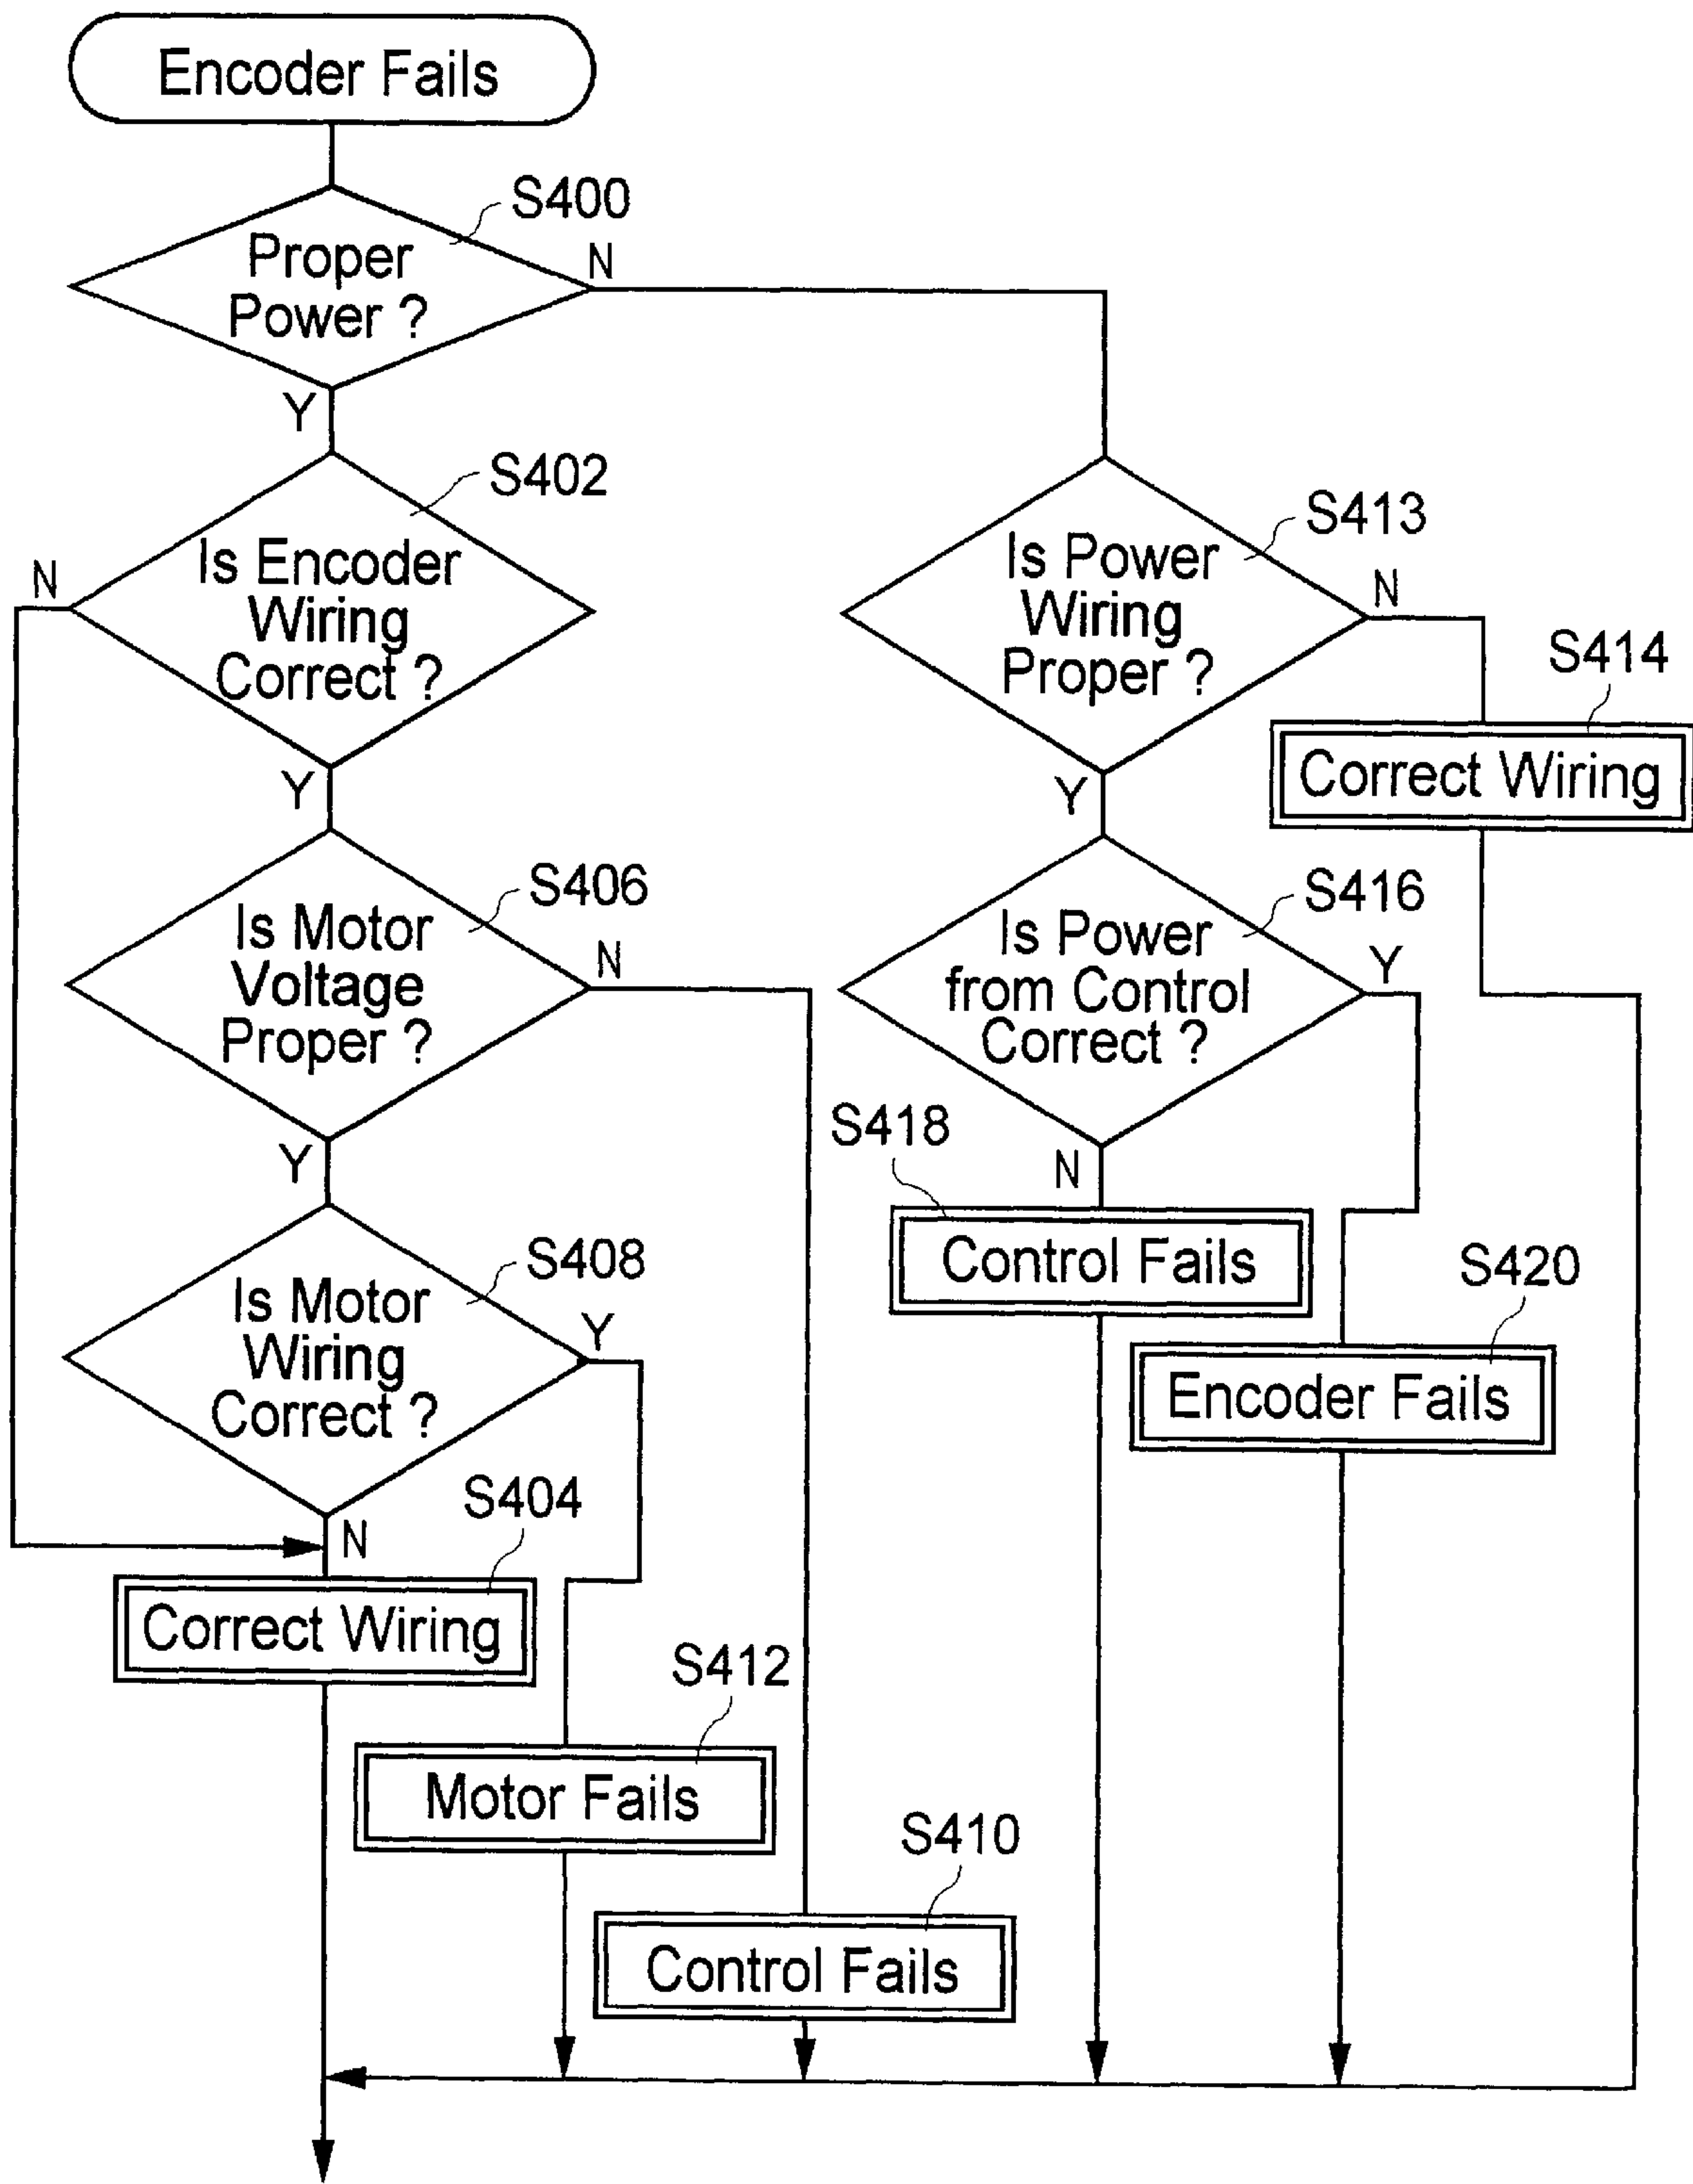 Encoder Fails
S400
Proper
Power ?
N
Y
S402
Is Encoder
Wiring
Correct ?
N
Y
S413
Is Power
Wiring
Proper ?
N
Y
S414
Correct Wiring
S406
Is Motor
Voltage
Proper ?
N
Y
S416
Is Power
from Control
Correct ?
Y
N
S418
Control Fails
S420
Encoder Fails
S408
Is Motor
Wiring
Correct ?
Y
N
S404
Correct Wiring
S412
Motor Fails
S410
Control Fails